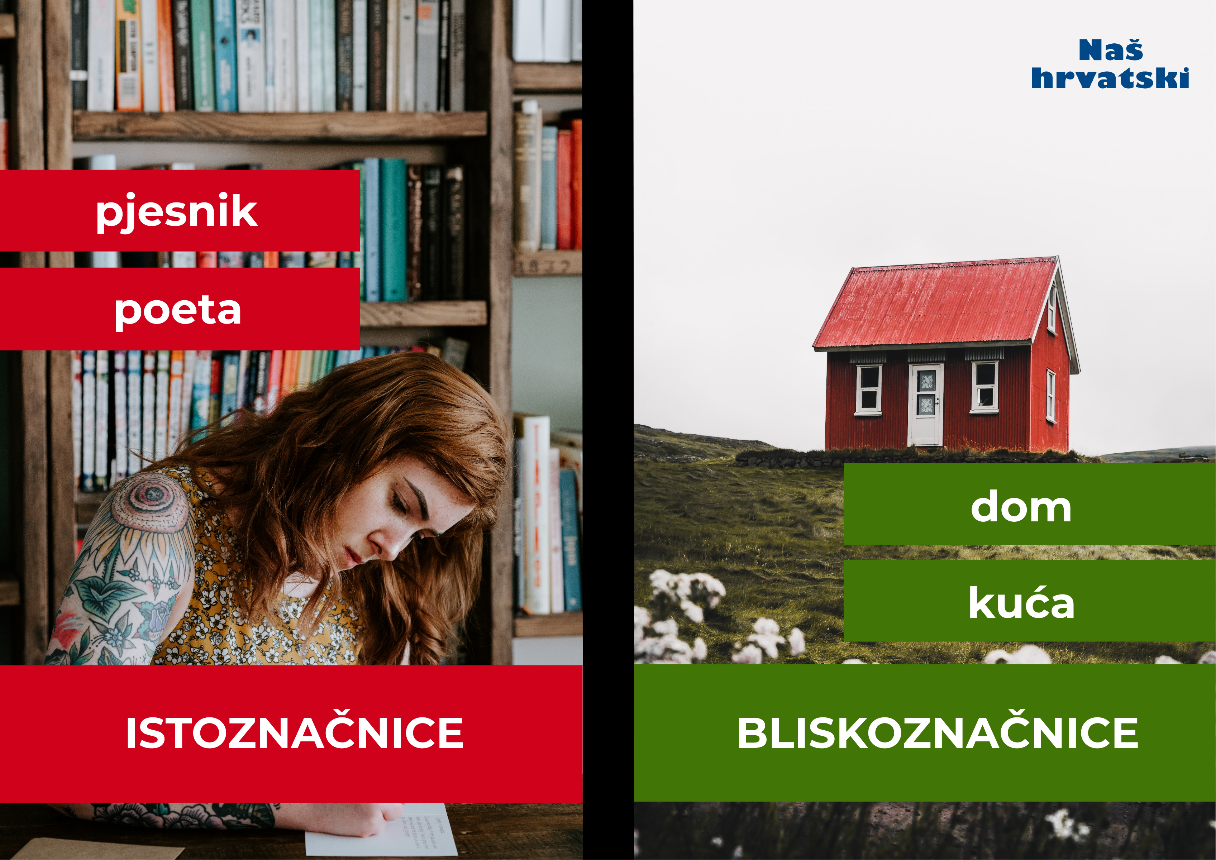 pjesnik
poeta
ISTOZNAČNICE
Naš
hrvatski
dom
kuća
BLISKOZNAČNICE